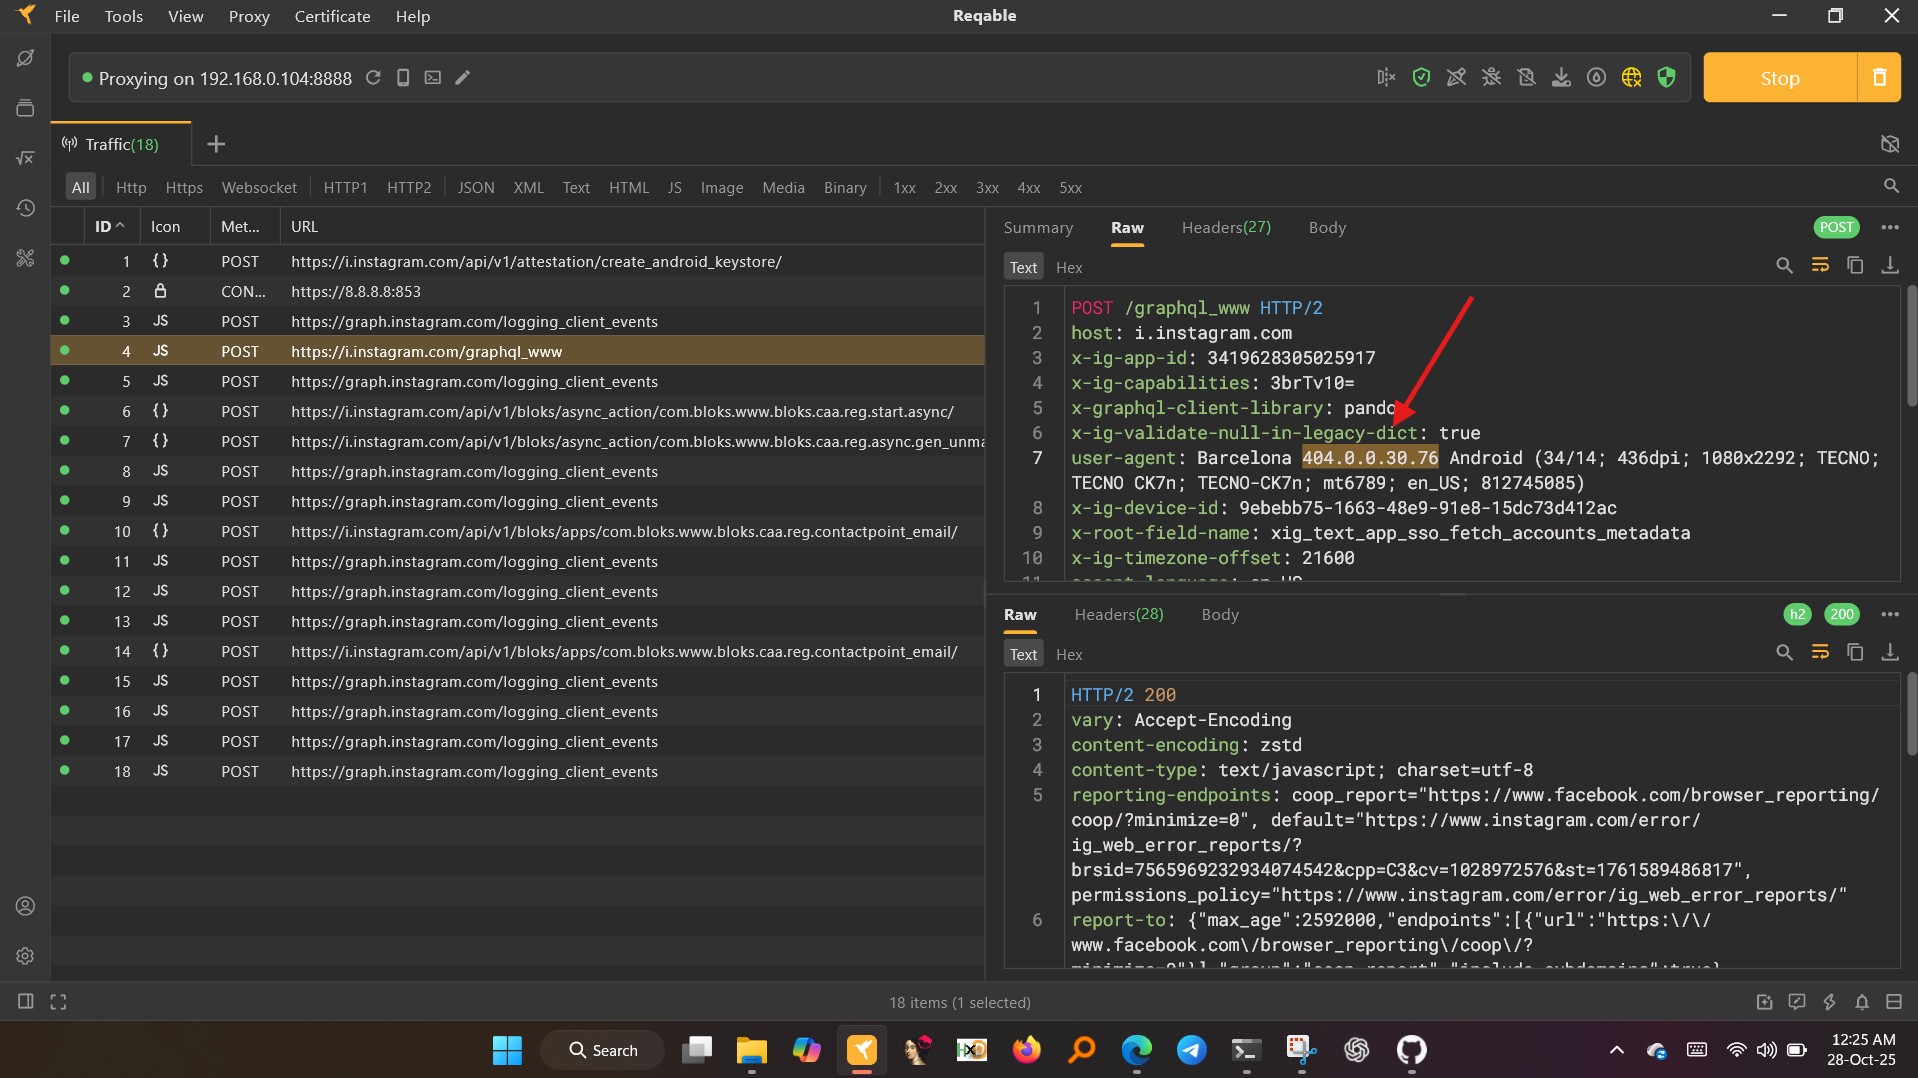 File Tools View Proxy Certificate Help
Reqable
Proxying on 192.168.0.104:8888
Stop
Traffic(18)
All Http Https Websocket HTTP1 HTTP2 JSON XML Text HTML JS Image Media Binary 1xx 2xx 3xx 4xx 5xx
ID Icon Met... URL
1 {} POST https://i.instagram.com/api/v1/attestation/create_android_keystore/
2 CON... https://8.8.8.8:853
3 JS POST https://graph.instagram.com/logging_client_events
4 JS POST https://i.instagram.com/graphql_www
5 JS POST https://graph.instagram.com/logging_client_events
6 {} POST https://i.instagram.com/api/v1/bloks/async_action/com.bloks.www.bloks.caa.reg.start.async/
7 {} POST https://i.instagram.com/api/v1/bloks/async_action/com.bloks.www.bloks.caa.reg.async.gen_unma
8 JS POST https://graph.instagram.com/logging_client_events
9 JS POST https://graph.instagram.com/logging_client_events
10 {} POST https://i.instagram.com/api/v1/bloks/apps/com.bloks.www.bloks.caa.reg.contactpoint_email/
11 JS POST https://graph.instagram.com/logging_client_events
12 JS POST https://graph.instagram.com/logging_client_events
13 JS POST https://graph.instagram.com/logging_client_events
14 {} POST https://i.instagram.com/api/v1/bloks/apps/com.bloks.www.bloks.caa.reg.contactpoint_email/
15 JS POST https://graph.instagram.com/logging_client_events
16 JS POST https://graph.instagram.com/logging_client_events
17 JS POST https://graph.instagram.com/logging_client_events
18 JS POST https://graph.instagram.com/logging_client_events
Summary Raw Headers(27) Body POST
Text Hex
1 POST /graphql_www HTTP/2
2 host: i.instagram.com
3 x-ig-app-id: 3419628305025917
4 x-ig-capabilities: 3brTv10=
5 x-graphql-client-library: pando
6 x-ig-validate-null-in-legacy-dict: true
7 user-agent: Barcelona 404.0.0.30.76 Android (34/14; 436dpi; 1080x2292; TECNO;
TECNO CK7n; TECNO-CK7n; mt6789; en_US; 812745085)
8 x-ig-device-id: 9ebebb75-1663-48e9-91e8-15dc73d412ac
9 x-root-field-name: xig_text_app_sso_fetch_accounts_metadata
10 x-ig-timezone-offset: 21600
11 accept-language: en-US
Raw Headers(28) Body h2 200
Text Hex
1 HTTP/2 200
2 vary: Accept-Encoding
3 content-encoding: zstd
4 content-type: text/javascript; charset=utf-8
5 reporting-endpoints: coop_report="https://www.facebook.com/browser_reporting/
coop/?minimize=0", default="https://www.instagram.com/error/
ig_web_error_reports/?
brsid=7565969232934074542&cpp=C3&cv=1028972576&st=1761589486817",
permissions_policy="https://www.instagram.com/error/ig_web_error_reports/"
6 report-to: {"max_age":2592000,"endpoints":[{"url":"https:\/\/
www.facebook.com\/browser_reporting\/coop\/?
minimize=0"}],"group":"coop_report","include_subdomains":true}
18 items (1 selected)
Search
HxD
12:25 AM
28-Oct-25